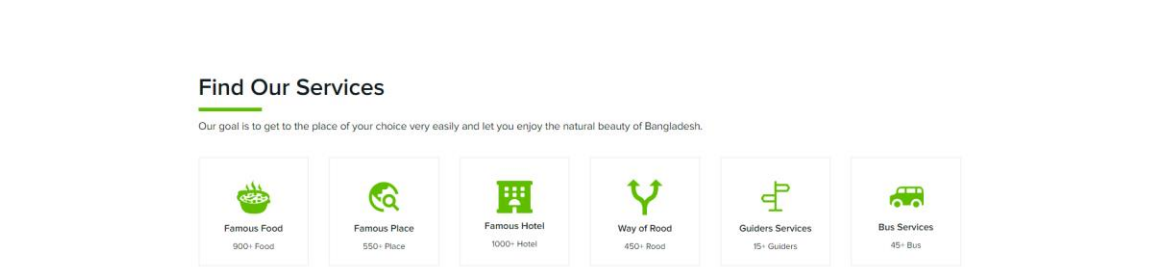 Find Our Services
Our goal is to get to the place of your choice very easily and let you enjoy the natural beauty of Bangladesh.
Famous Food
900+ Food
Famous Place
550+ Place
Famous Hotel
1000+ Hotel
Way of Rood
450+ Rood
Guiders Services
15+ Guiders
Bus Services
45+ Bus